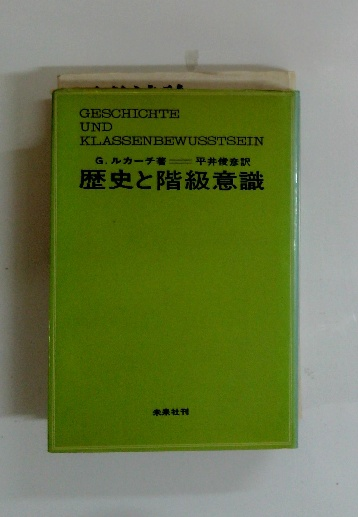 GESCHICHTE
UND
KLASSENBEWUSSTSEIN
G. ルカーチ著＝平井俊彦訳
歴史と階級意識
未来社刊